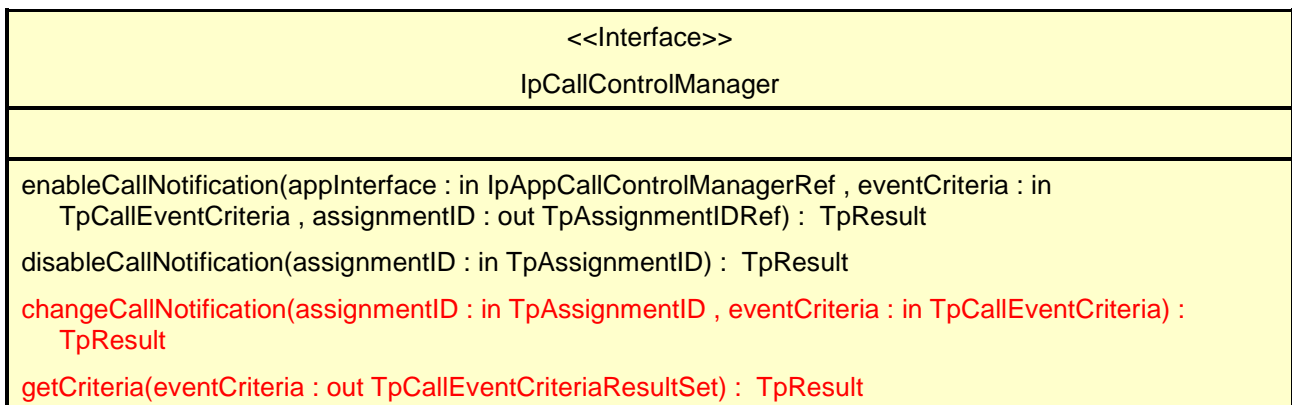 <<Interface>>
IpCallControlManager
enableCallNotification(appInterface : in IpAppCallControlManagerRef , eventCriteria : in
TpCallEventCriteria , assignmentID : out TpAssignmentIDRef) : TpResult
disableCallNotification(assignmentID : in TpAssignmentID) : TpResult
changeCallNotification(assignmentID : in TpAssignmentID , eventCriteria : in TpCallEventCriteria) :
TpResult
getCriteria(eventCriteria : out TpCallEventCriteriaResultSet) : TpResult